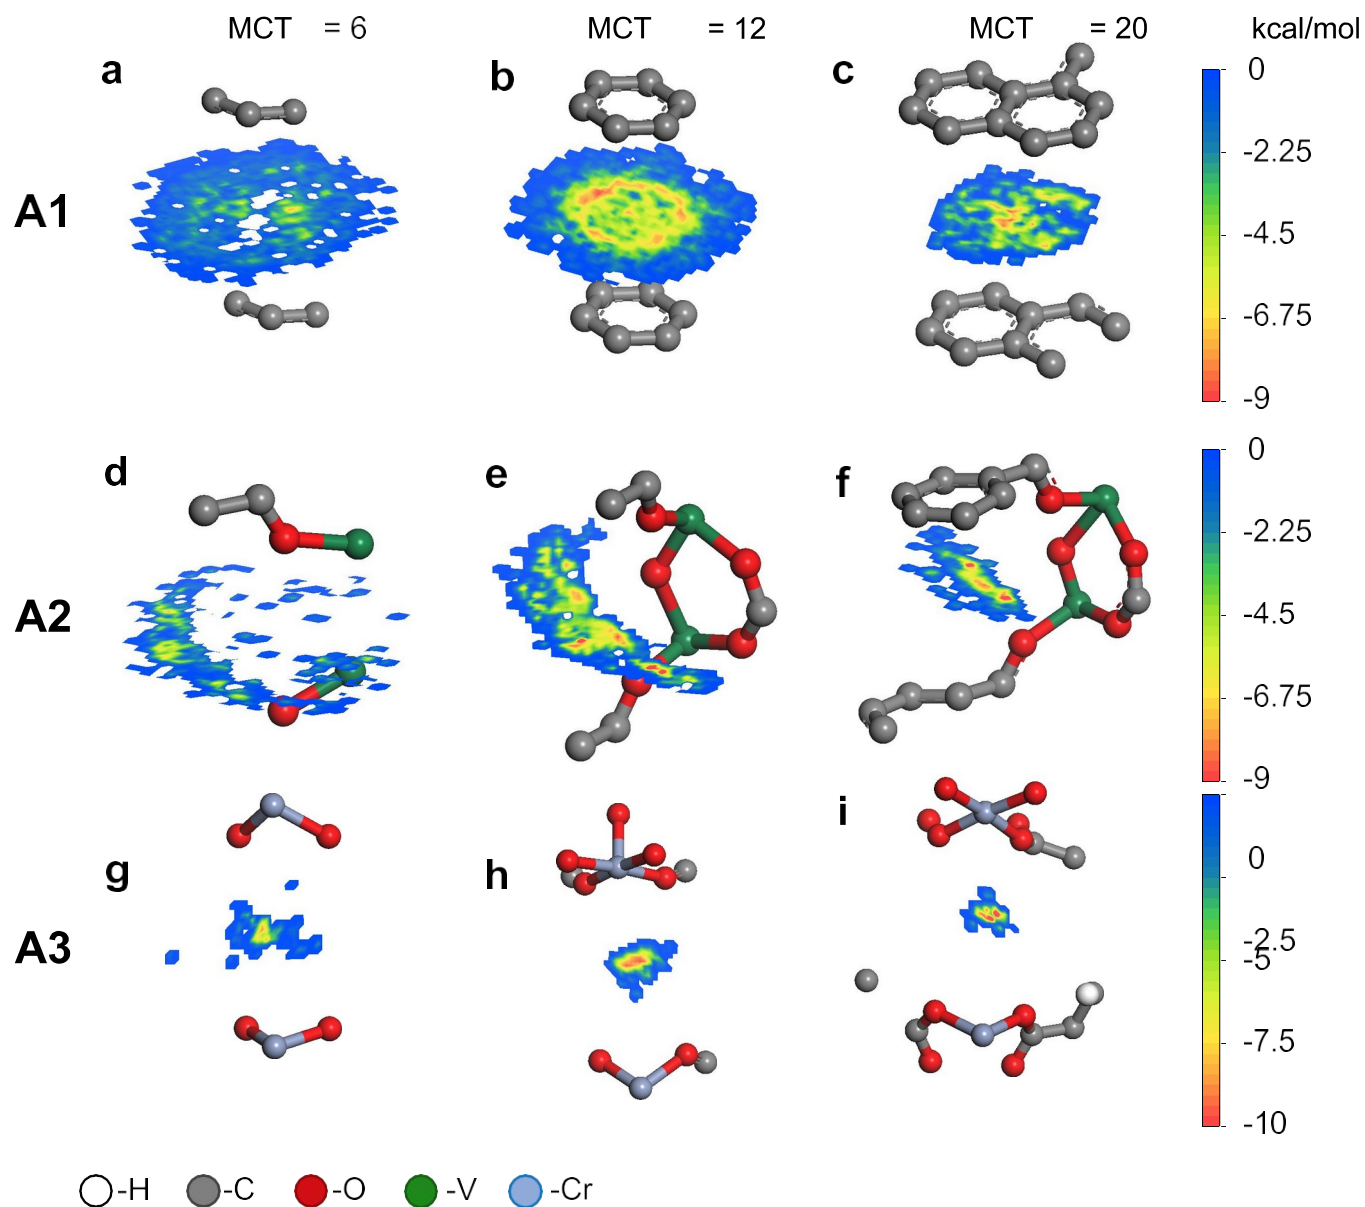 MCT = 6 MCT = 12 MCT = 20 kcal/mol
a b c 0
-2.25
A1 -4.5
-6.75
-9
d e f 0
-2.25
A2 -4.5
-6.75
-9
g h i 0
A3 -2.5
-5
-7.5
-10
-H -C -O -V -Cr